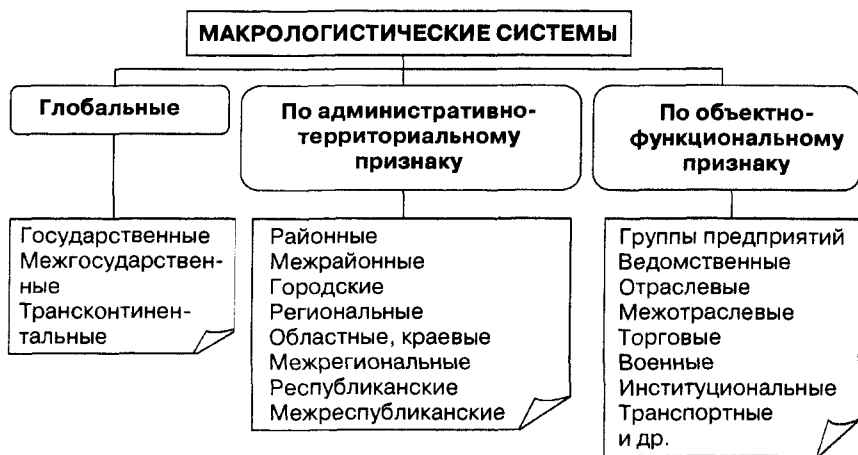 МАКРОЛОГИСТИЧЕСКИЕ СИСТЕМЫ
Глобальные
По административно-
территориальному
признаку
По объектно-
функциональному
признаку
Государственные
Межгосударствен-
ные
Трансконтинен-
тальные
Районные
Межрайонные
Городские
Региональные
Областные, краевые
Межрегиональные
Республиканские
Межреспубликанские
Группы предприятий
Ведомственные
Отраслевые
Межотраслевые
Торговые
Военные
Институциональные
Транспортные
и др.